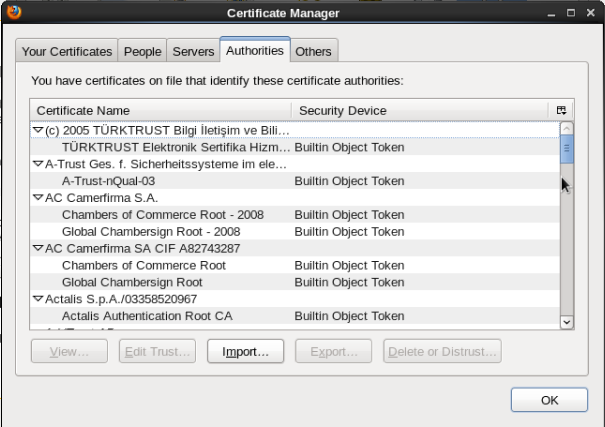 Certificate Manager
Your Certificates People Servers Authorities Others
You have certificates on file that identify these certificate authorities:
Certificate Name Security Device
(c) 2005 TÜRKTRUST Bilgi İletişim ve Bili...
TÜRKTRUST Elektronik Sertifika Hizm... Builtin Object Token
A-Trust Ges. f. Sicherheitssysteme im ele...
A-Trust-nQual-03 Builtin Object Token
AC Camerfirma S.A.
Chambers of Commerce Root - 2008 Builtin Object Token
Global Chambersign Root - 2008 Builtin Object Token
AC Camerfirma SA CIF A82743287
Chambers of Commerce Root Builtin Object Token
Global Chambersign Root Builtin Object Token
Actalis S.p.A./03358520967
Actalis Authentication Root CA Builtin Object Token
View... Edit Trust... Import... Export... Delete or Distrust...
OK